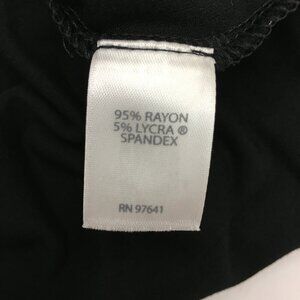 95% RAYON
5% LYCRA ®
SPANDEX
RN 97641